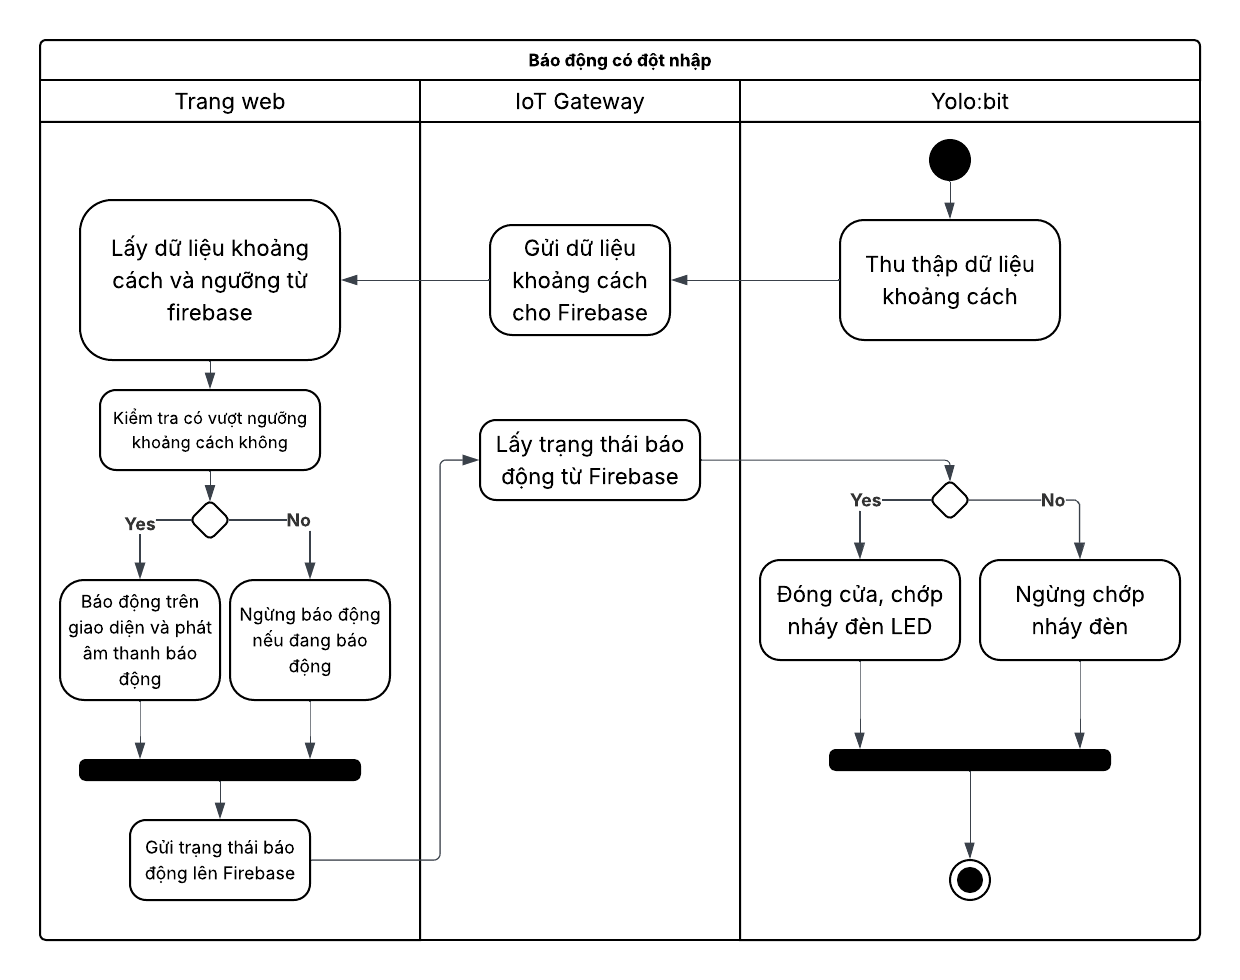 Báo động có đột nhập
Trang web
IoT Gateway
Yolo:bit
Lấy dữ liệu khoảng
cách và ngưỡng từ
firebase
Gửi dữ liệu
khoảng cách
cho Firebase
Thu thập dữ liệu
khoảng cách
Kiểm tra có vượt ngưỡng
khoảng cách không
Lấy trạng thái báo
động từ Firebase
Yes
No
Yes
No
Báo động trên
giao diện và phát
âm thanh báo
động
Ngừng báo động
nếu đang báo
động
Đóng cửa, chớp
nháy đèn LED
Ngừng chớp
nháy đèn
Gửi trạng thái báo
động lên Firebase